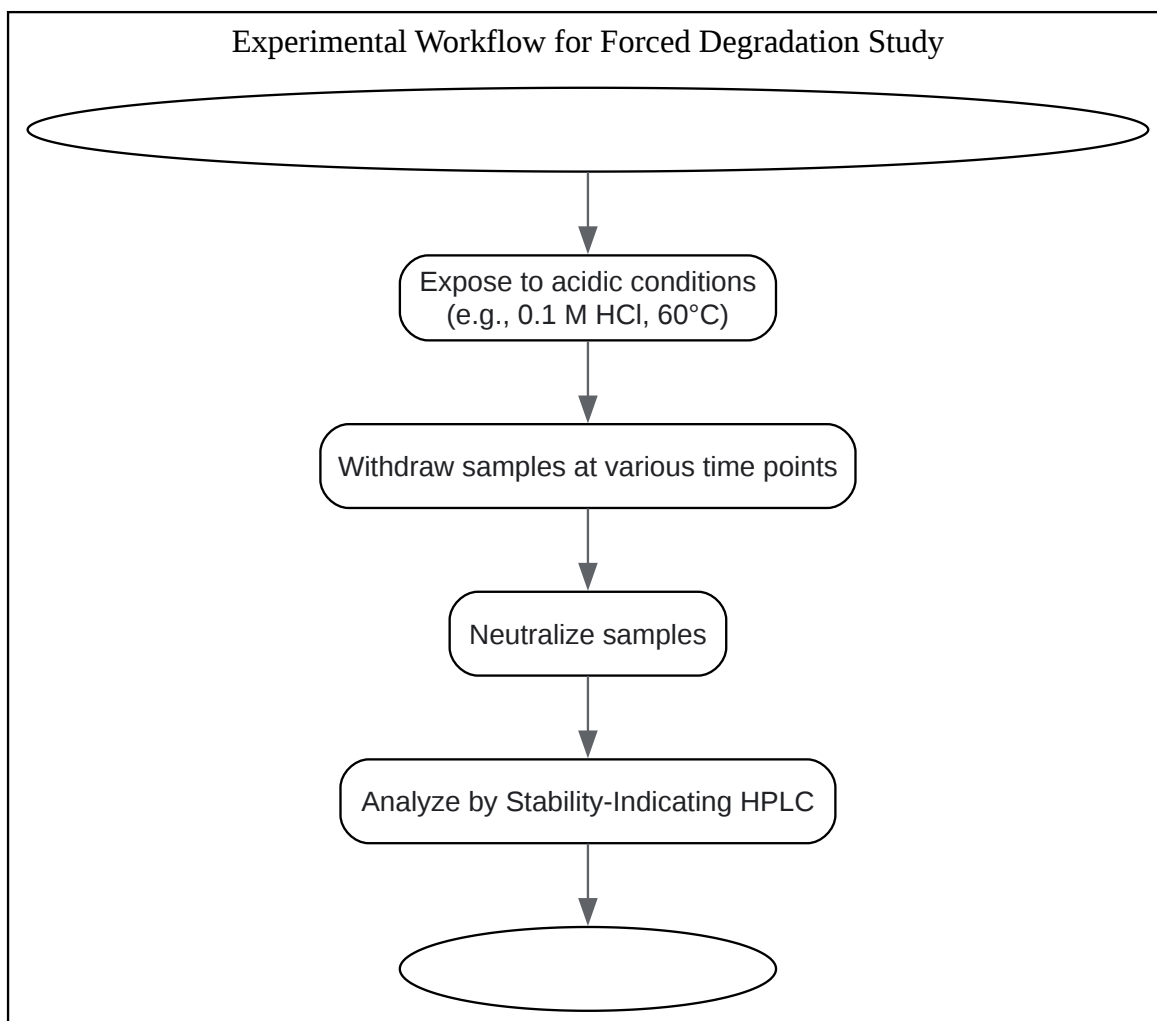 Experimental Workflow for Forced Degradation Study
Expose to acidic conditions
(e.g., 0.1 M HCl, 60°C)
Withdraw samples at various time points
Neutralize samples
Analyze by Stability-Indicating HPLC